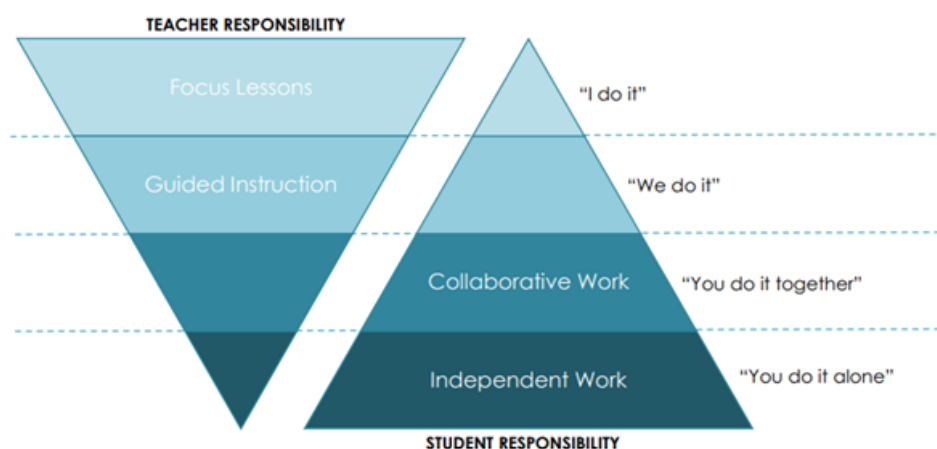 TEACHER RESPONSIBILITY
Focus Lessons
“I do it”
Guided Instruction
“We do it”
Collaborative Work
“You do it together”
Independent Work
“You do it alone”
STUDENT RESPONSIBILITY